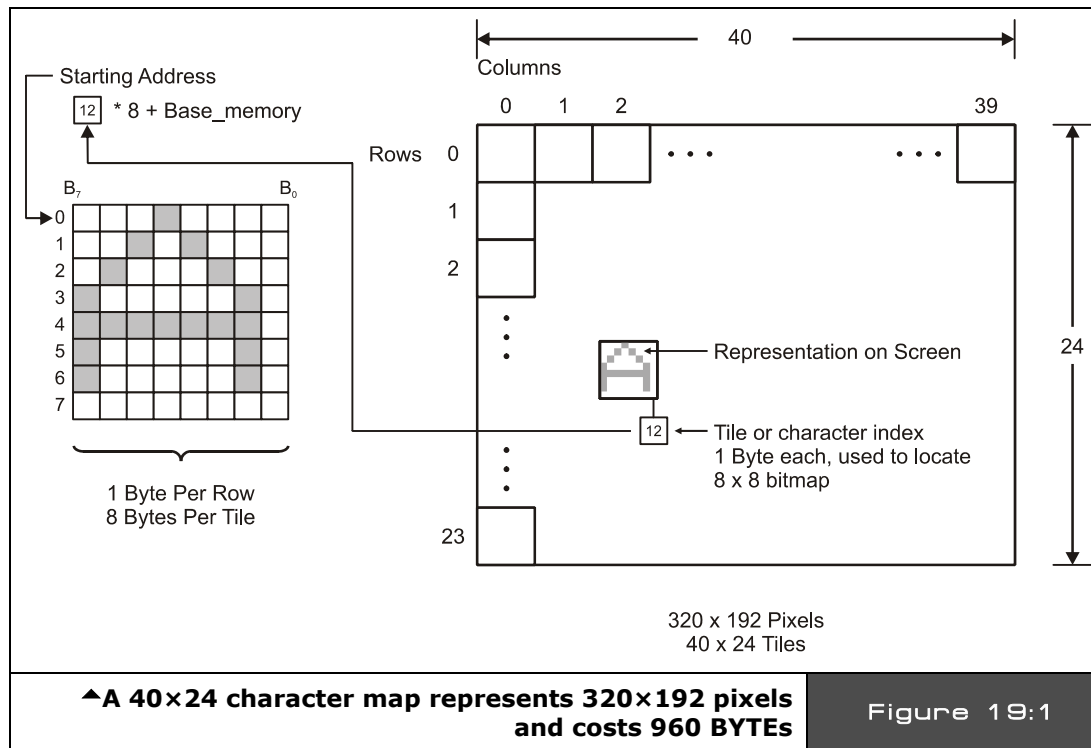 40
Columns
0 1 2 39
Starting Address
12 * 8 + Base_memory
Rows 0
1
2
23
B₇ B₀
0
1
2
3
4
5
6
7
1 Byte Per Row
8 Bytes Per Tile
Representation on Screen
24
12
Tile or character index
1 Byte each, used to locate
8 x 8 bitmap
320 x 192 Pixels
40 x 24 Tiles
▲A 40×24 character map represents 320×192 pixels
and costs 960 BYTEs
Figure 19:1